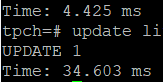 Time: 4.425 ms
tpch=# update li
UPDATE 1
Time: 34.603 ms